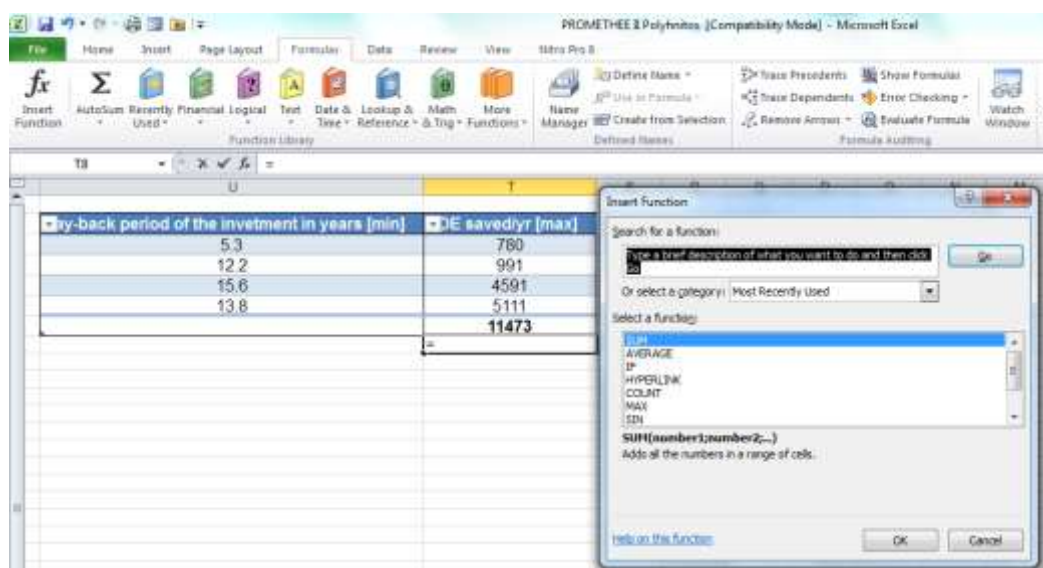 PROMETHEE II Polyfnitos [Compatibility Mode] - Microsoft Excel
File Home Insert Page Layout Formulas Data Review View Nitro Pro 8
Insert Function
AutoSum
Recently Used
Financial
Logical
Text
Date & Time
Lookup & Reference
Math & Trig
More Functions
Function Library
Name Manager
Define Name
Use in Formula
Create from Selection
Defined Names
Trace Precedents
Trace Dependents
Remove Arrows
Show Formulas
Error Checking
Evaluate Formula
Formula Auditing
Watch Window
T8 fx =
U T
ay-back period of the invetment in years [min] OE saved/yr [max]
5.3 780
12.2 991
15.6 4591
13.8 5111
11473
=
Insert Function
Search for a function:
Type a brief description of what you want to do and then click Go
Go
Or select a category: Most Recently Used
Select a function:
SUM
AVERAGE
IF
HYPERLINK
COUNT
MAX
SIN
SUM(number1;number2;...)
Adds all the numbers in a range of cells.
Help on this function
OK Cancel